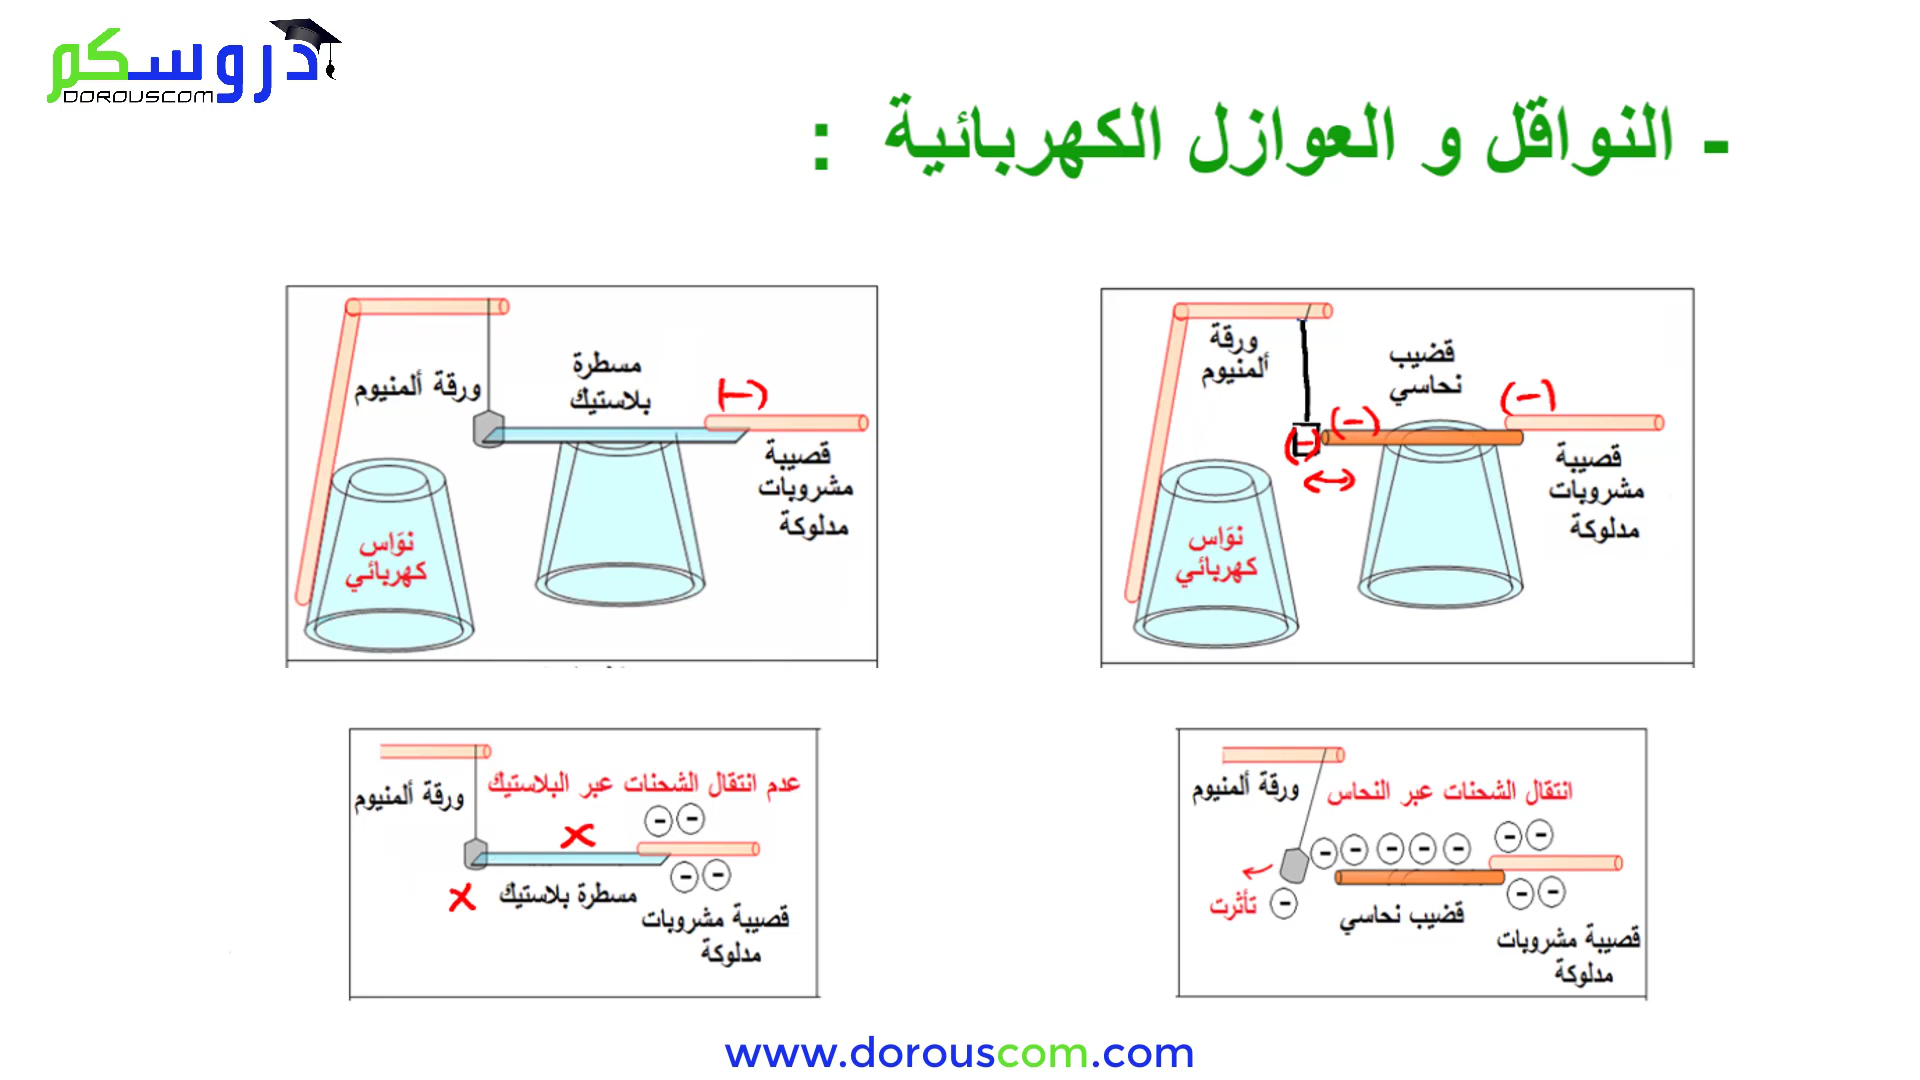 دروسكم
DOROUSCOM
- النواقل و العوازل الكهربائية :
ورقة ألمنيوم
قضيب نحاسي
(-)
(-)
(-)
قصيبة مشروبات مدلوكة
نوَاس كهربائي
ورقة ألمنيوم
مسطرة بلاستيك
(-)
قصيبة مشروبات مدلوكة
نوَاس كهربائي
ورقة ألمنيوم
انتقال الشحنات عبر النحاس
- -
- - - - -
- -
تأثرت -
قضيب نحاسي
قصيبة مشروبات مدلوكة
ورقة ألمنيوم
عدم انتقال الشحنات عبر البلاستيك
- -
x
- -
x
مسطرة بلاستيك
قصيبة مشروبات مدلوكة
www.dorouscom.com